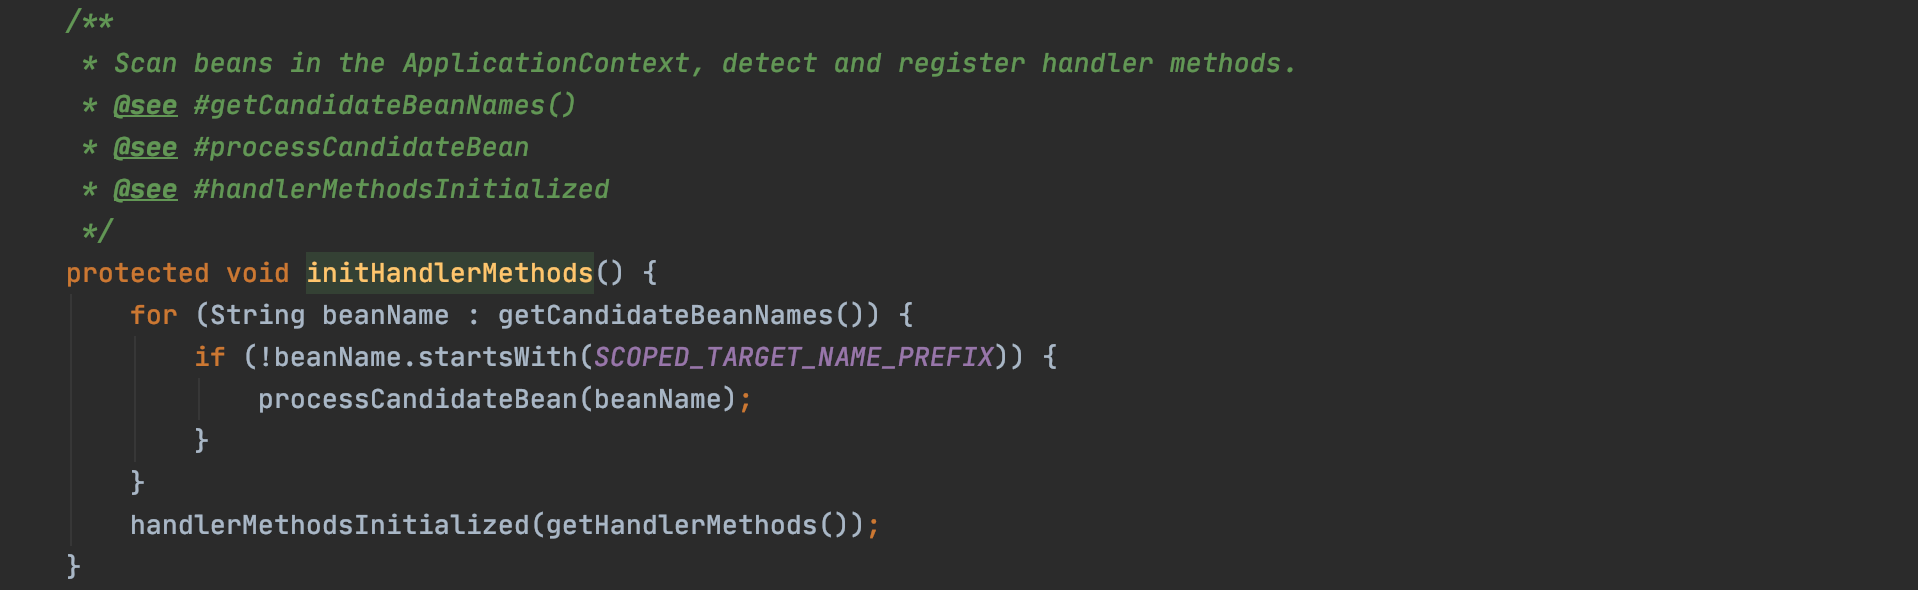 /**
 * Scan beans in the ApplicationContext, detect and register handler methods.
 * @see #getCandidateBeanNames()
 * @see #processCandidateBean
 * @see #handlerMethodsInitialized
 */
protected void initHandlerMethods() {
    for (String beanName : getCandidateBeanNames()) {
        if (!beanName.startsWith(SCOPED_TARGET_NAME_PREFIX)) {
            processCandidateBean(beanName);
        }
    }
    handlerMethodsInitialized(getHandlerMethods());
}